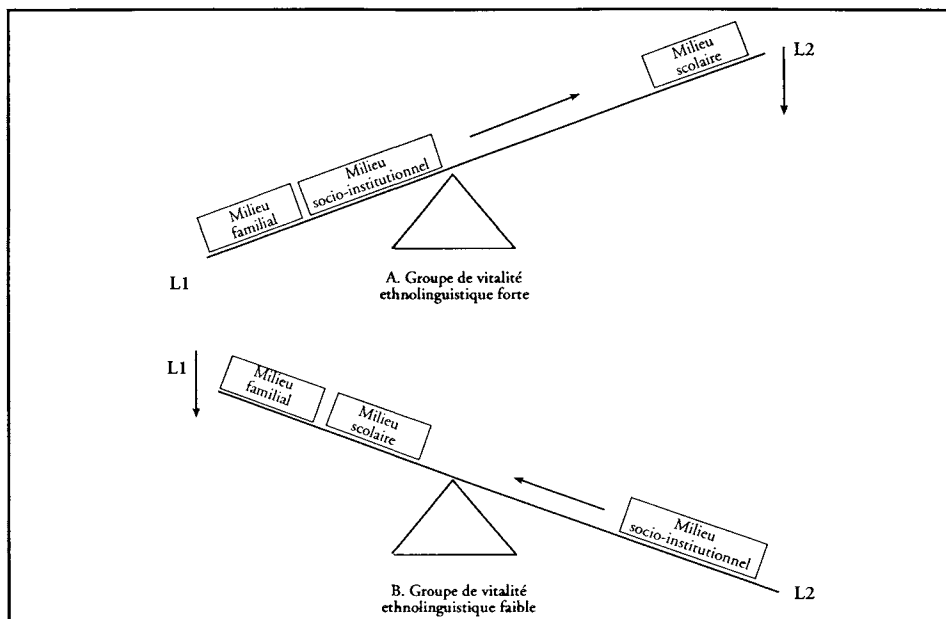 Milieu
scolaire
L2
Milieu
socio-institutionnel
Milieu
familial
L1
A. Groupe de vitalité
ethnolinguistique forte
L1
Milieu
familial
Milieu
scolaire
Milieu
socio-institutionnel
B. Groupe de vitalité
ethnolinguistique faible
L2